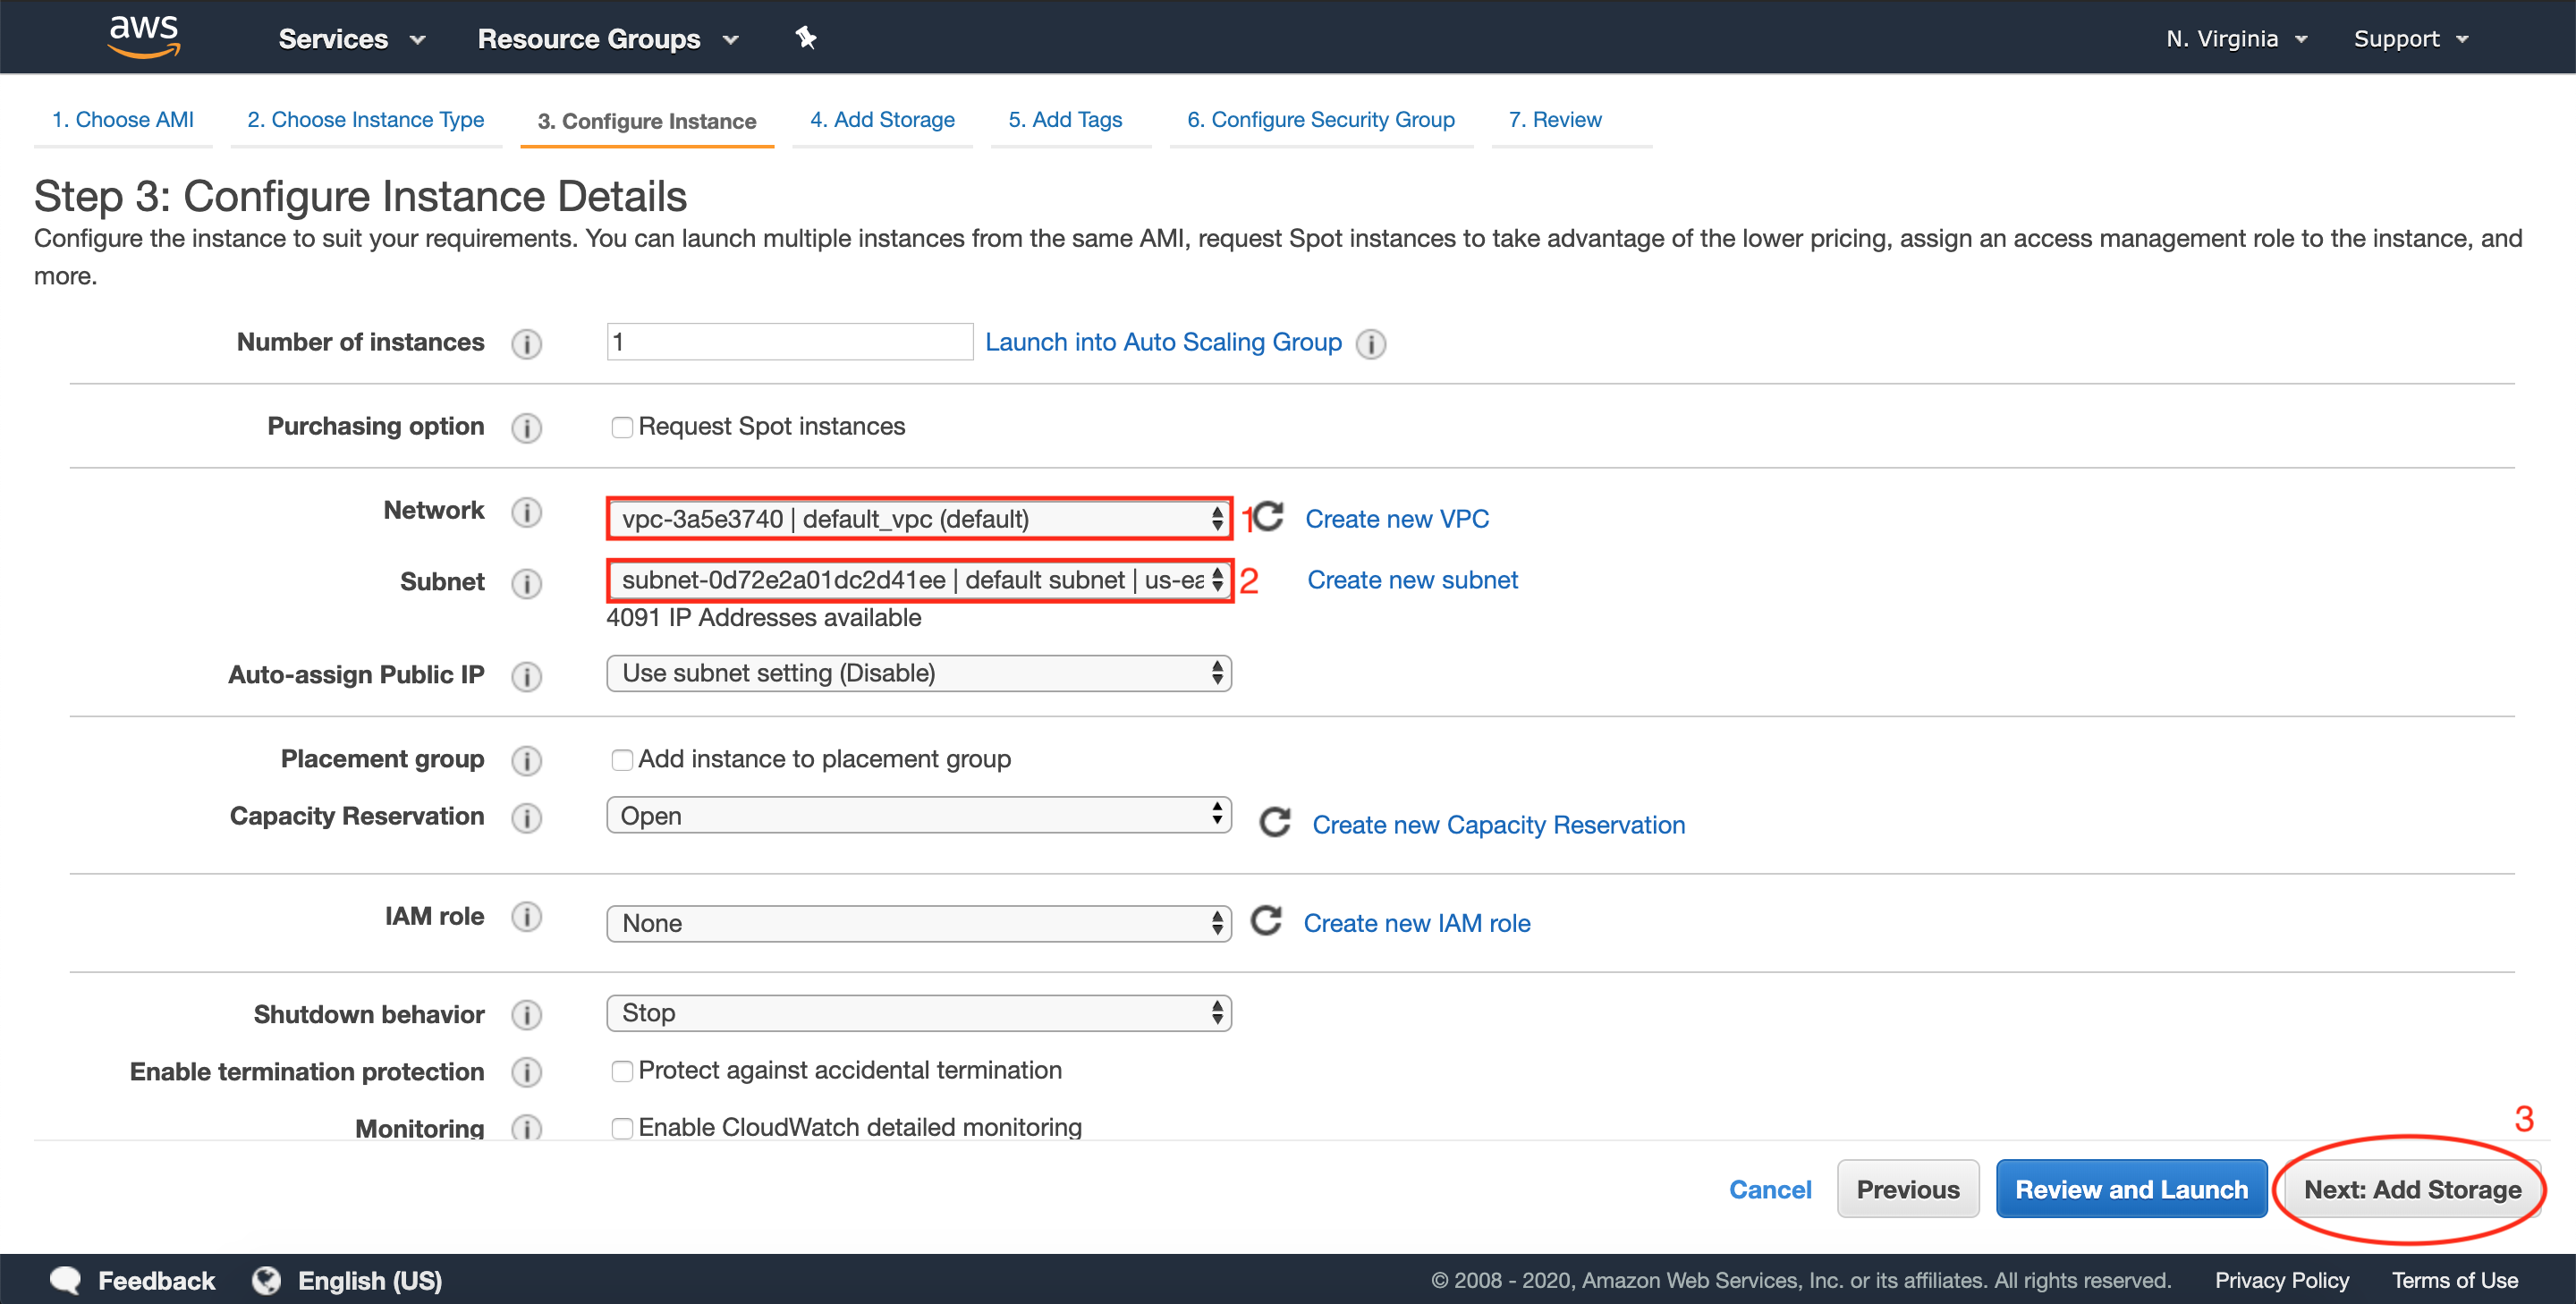 aws Services Resource Groups N. Virginia Support
1. Choose AMI 2. Choose Instance Type 3. Configure Instance 4. Add Storage 5. Add Tags 6. Configure Security Group 7. Review
Step 3: Configure Instance Details
Configure the instance to suit your requirements. You can launch multiple instances from the same AMI, request Spot instances to take advantage of the lower pricing, assign an access management role to the instance, and
more.
Number of instances i 1 Launch into Auto Scaling Group i
Purchasing option i Request Spot instances
Network i vpc-3a5e3740 | default_vpc (default) 1 Create new VPC
Subnet i subnet-0d72e2a01dc2d41ee | default subnet | us-ea 2 Create new subnet
4091 IP Addresses available
Auto-assign Public IP i Use subnet setting (Disable)
Placement group i Add instance to placement group
Capacity Reservation i Open Create new Capacity Reservation
IAM role i None Create new IAM role
Shutdown behavior i Stop
Enable termination protection i Protect against accidental termination
Monitoring i Enable CloudWatch detailed monitoring
3
Cancel Previous Review and Launch Next: Add Storage
Feedback English (US) © 2008 - 2020, Amazon Web Services, Inc. or its affiliates. All rights reserved. Privacy Policy Terms of Use